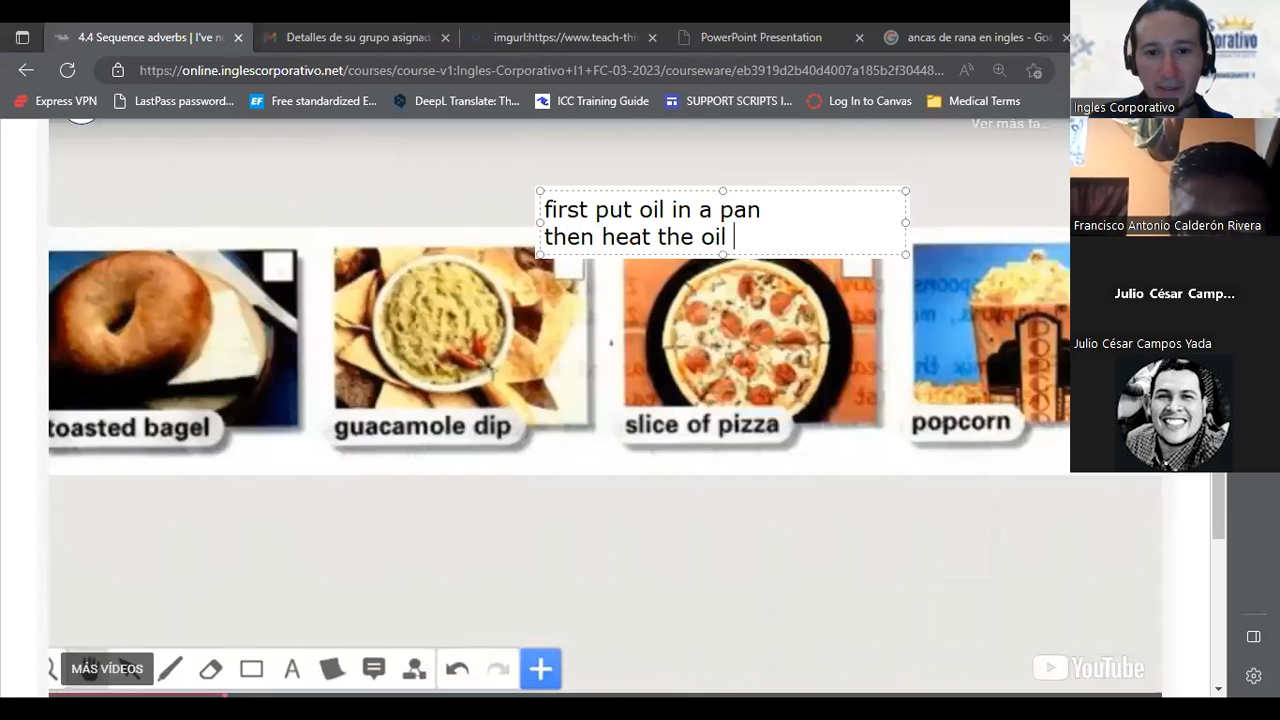 4.4 Sequence adverbs | I've n
Detalles de su grupo asignad
imgurl:https://www.teach-thi
PowerPoint Presentation
ancas de rana en ingles - Go
https://online.inglescorporativo.net/courses/course-v1:Ingles-Corporativo+I1+FC-03-2023/courseware/eb3919d2b40d4007a185b2f30448...
Express VPN
LastPass password...
EF Free standardized E...
DeepL Translate: Th...
ICC Training Guide
SUPPORT SCRIPTS I...
Log In to Canvas
Medical Terms
Ver más ta...
first put oil in a pan
then heat the oil
toasted bagel
guacamole dip
slice of pizza
popcorn
MÁS VÍDEOS
A
YouTube
Ingles Corporativo
Francisco Antonio Calderón Rivera
Julio César Camp...
Julio César Campos Yada